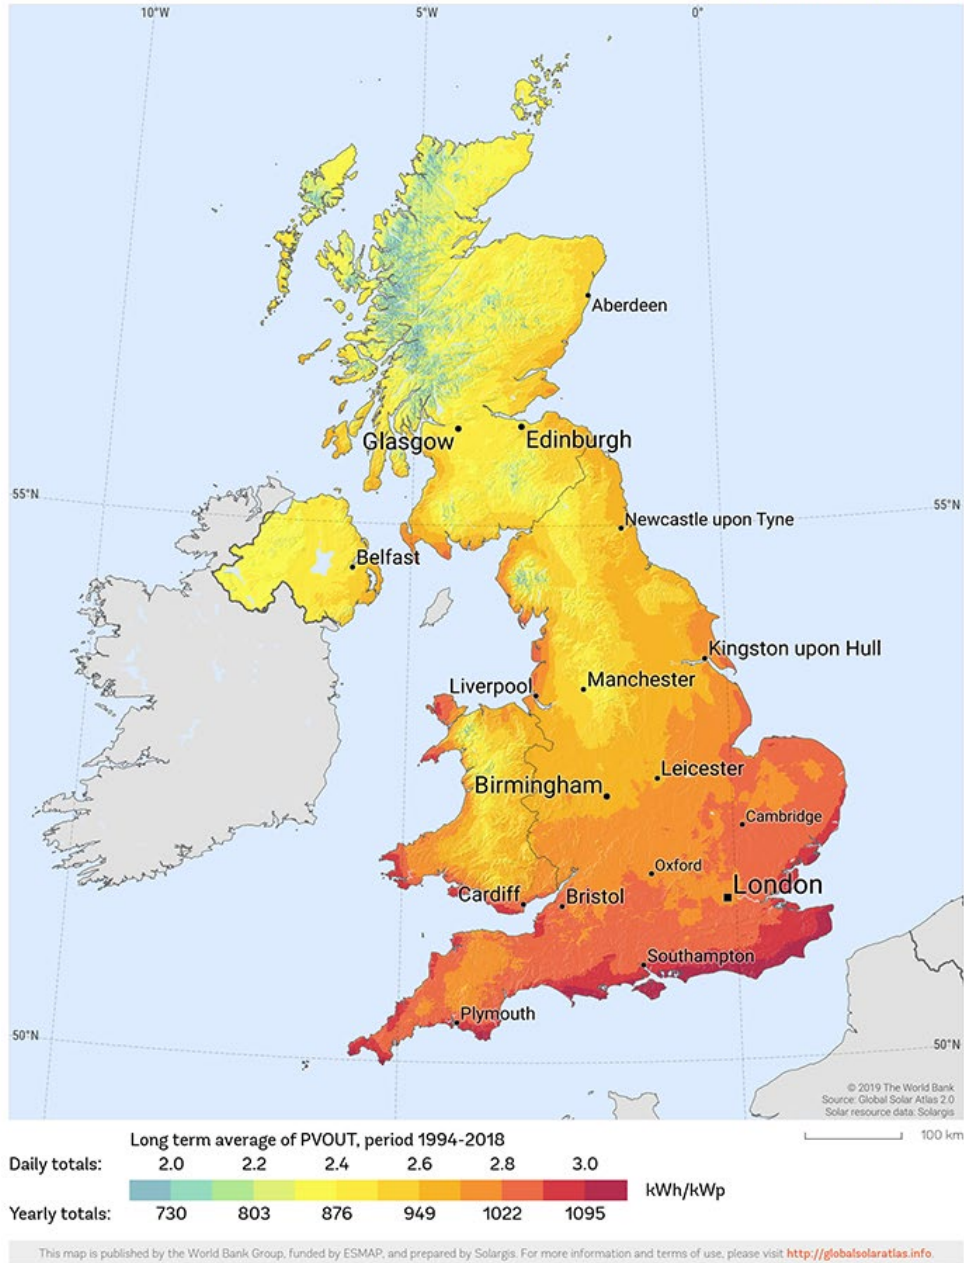 10°W 5°W 0°
Aberdeen
Glasgow
Edinburgh
55°N
55°N
Newcastle upon Tyne
Belfast
Kingston upon Hull
Manchester
Liverpool
Leicester
Birmingham
Cambridge
Oxford
London
Cardiff
Bristol
Southampton
Plymouth
50°N
50°N
© 2019 The World Bank
Source: Global Solar Atlas 2.0
Solar resource data: Solargis
Long term average of PVOUT, period 1994-2018
100 km
Daily totals: 2.0 2.2 2.4 2.6 2.8 3.0
kWh/kWp
Yearly totals: 730 803 876 949 1022 1095
This map is published by the World Bank Group, funded by ESMAP, and prepared by Solargis. For more information and terms of use, please visit http://globalsolaratlas.info.